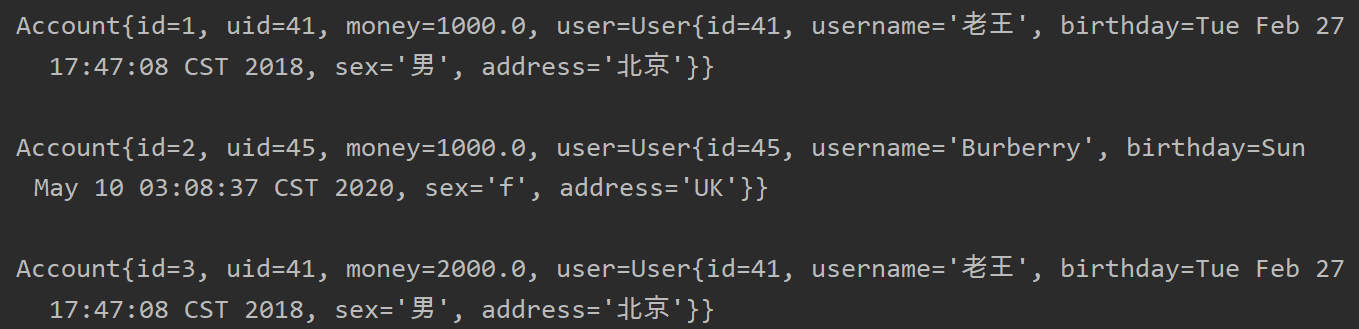 Account{id=1, uid=41, money=1000.0, user=User{id=41, username='老王', birthday=Tue Feb 27
17:47:08 CST 2018, sex='男', address='北京'}}
Account{id=2, uid=45, money=1000.0, user=User{id=45, username='Burberry', birthday=Sun
May 10 03:08:37 CST 2020, sex='f', address='UK'}}
Account{id=3, uid=41, money=2000.0, user=User{id=41, username='老王', birthday=Tue Feb 27
17:47:08 CST 2018, sex='男', address='北京'}}